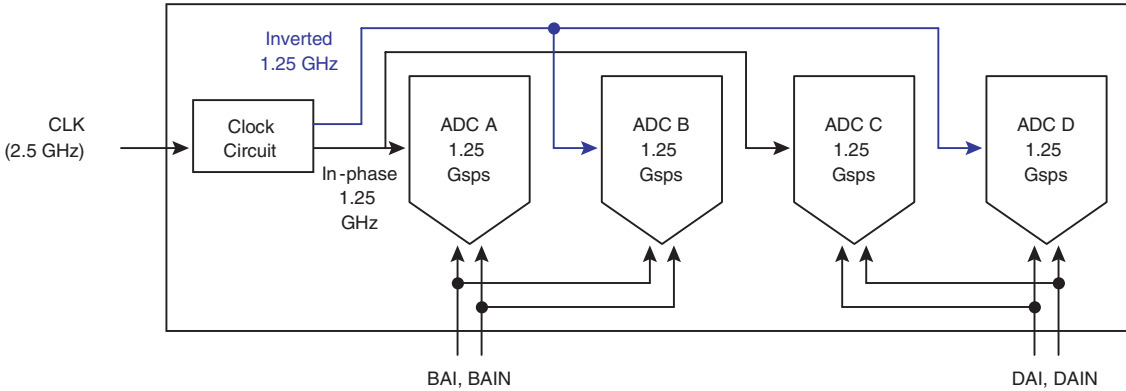 Inverted
1.25 GHz
CLK
(2.5 GHz)
Clock
Circuit
In-phase
1.25
GHz
ADC A
1.25
Gsps
ADC B
1.25
Gsps
ADC C
1.25
Gsps
ADC D
1.25
Gsps
BAI, BAIN
DAI, DAIN